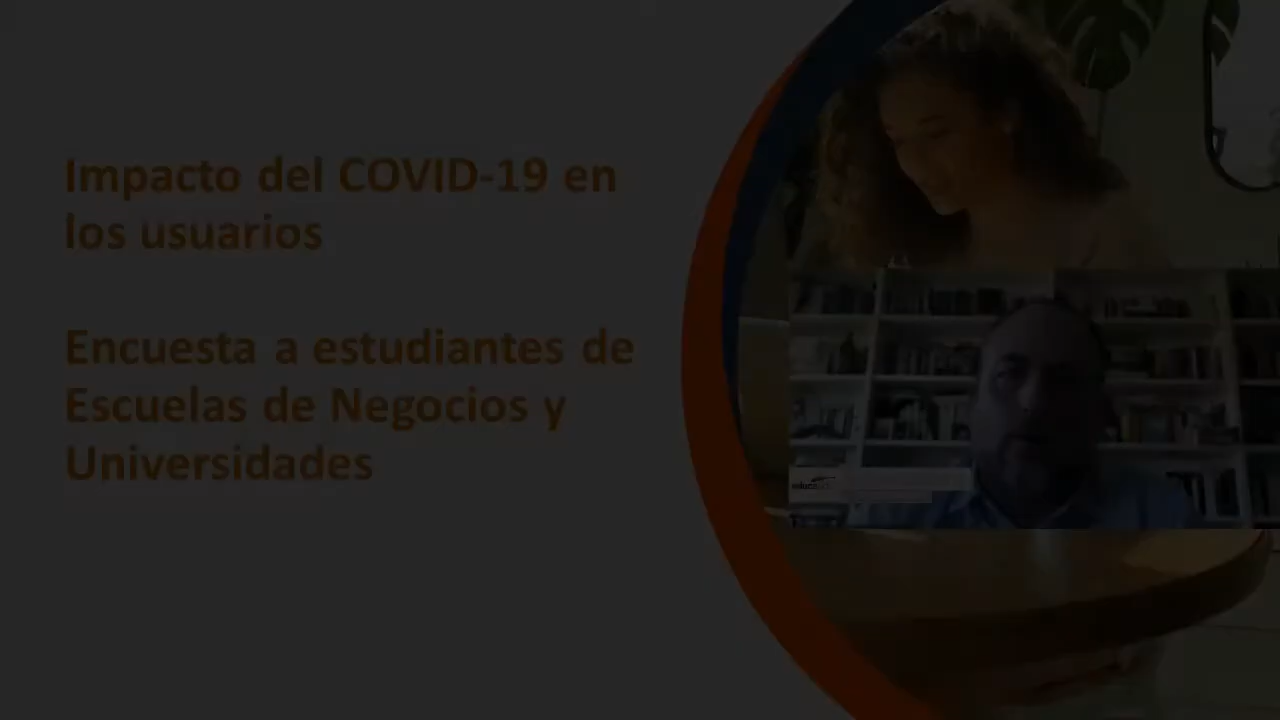 Impacto del COVID-19 en
los usuarios
Encuesta a estudiantes de
Escuelas de Negocios y
Universidades